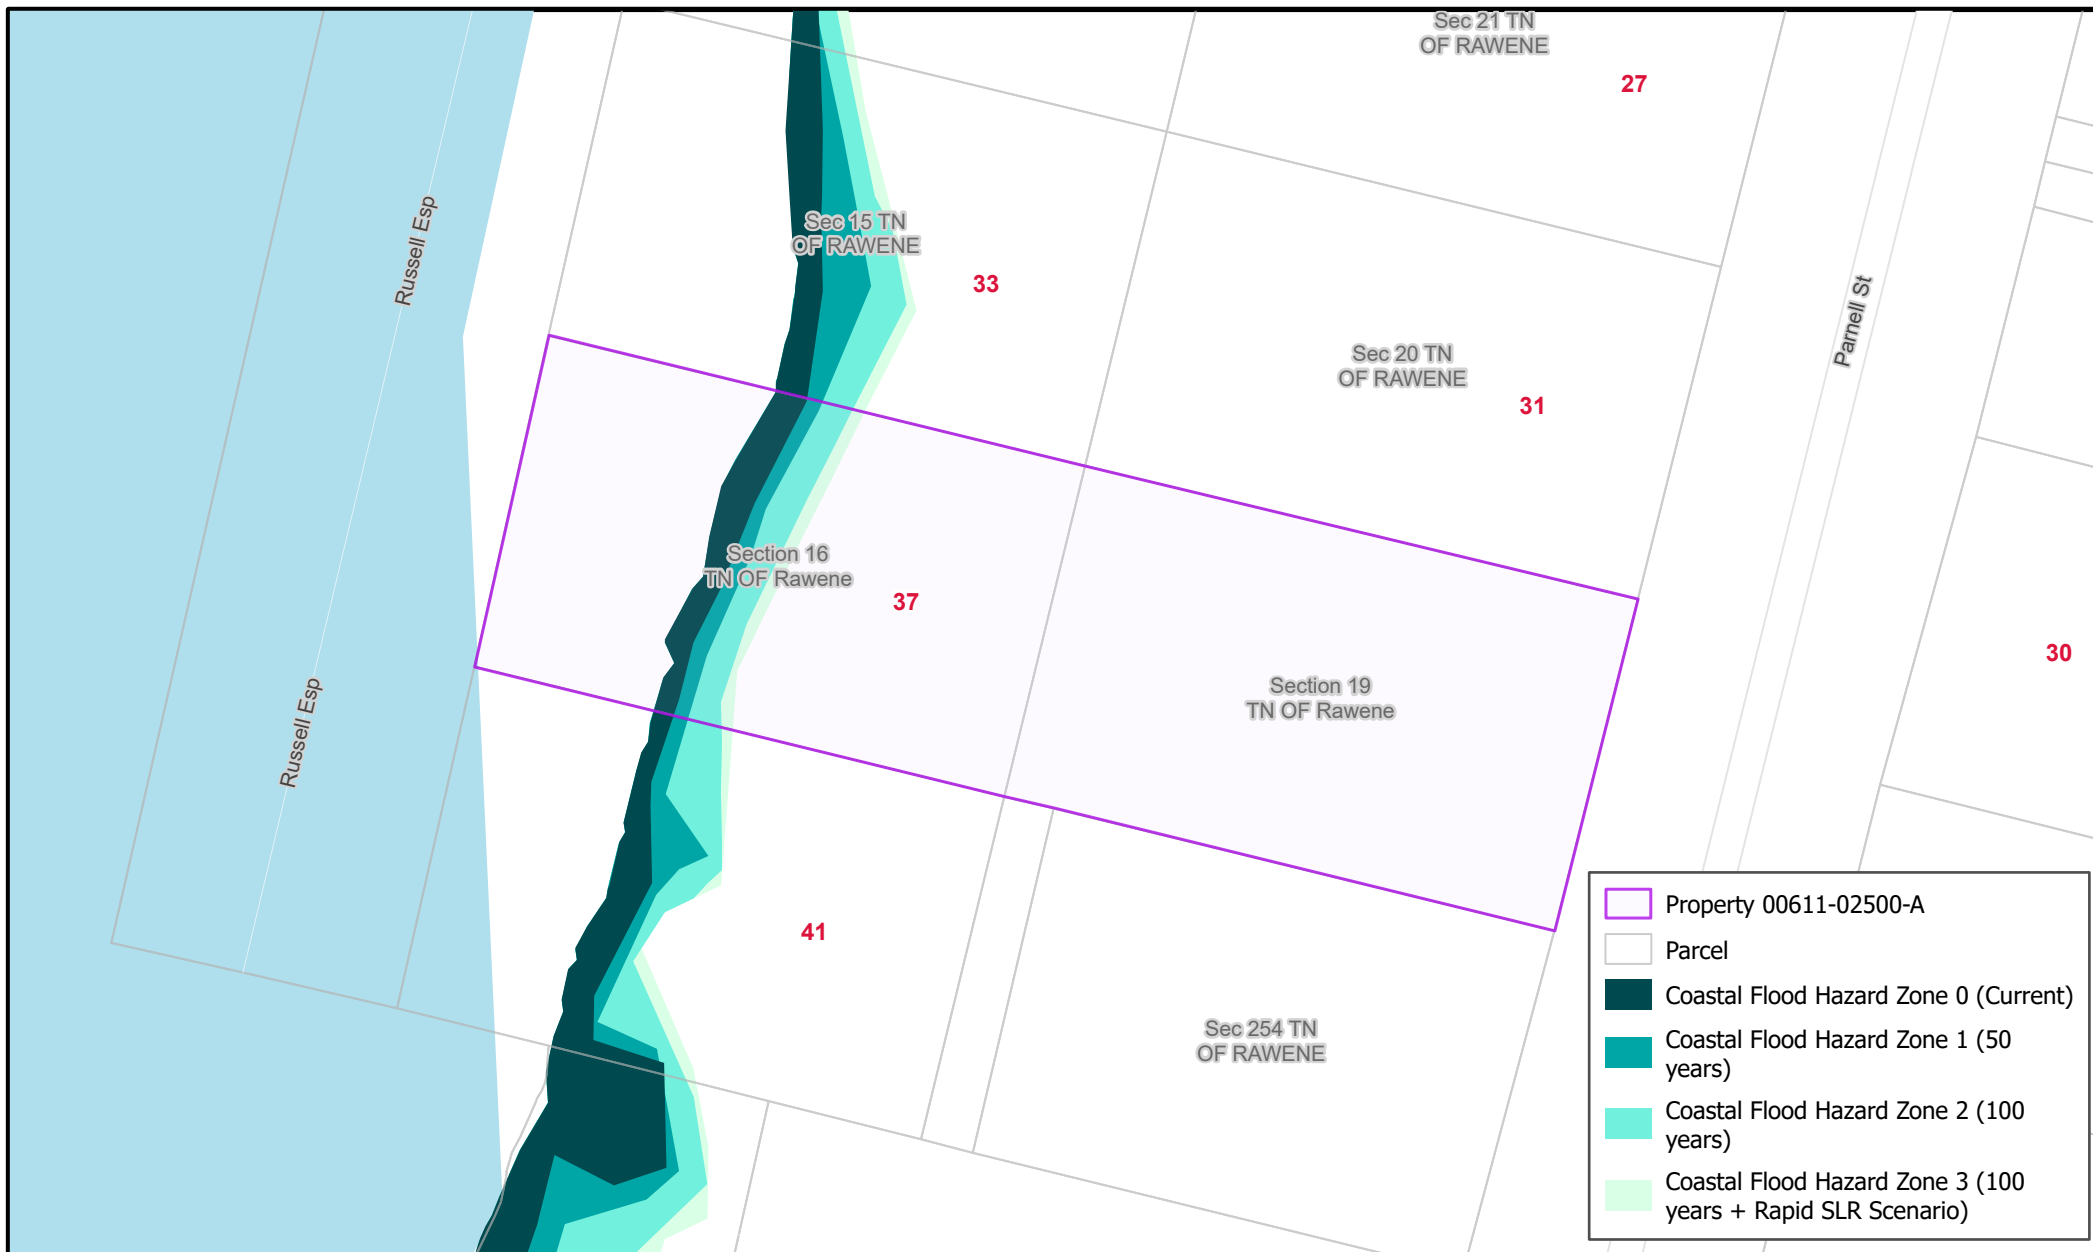 Sec 21 TN
OF RAWENE
27
Russell Esp
Sec 15 TN
OF RAWENE
33
Parnell St
Sec 20 TN
OF RAWENE
31
Section 16
TN OF Rawene
37
30
Section 19
TN OF Rawene
Russell Esp
41
Sec 254 TN
OF RAWENE
Property 00611-02500-A
Parcel
Coastal Flood Hazard Zone 0 (Current)
Coastal Flood Hazard Zone 1 (50
years)
Coastal Flood Hazard Zone 2 (100
years)
Coastal Flood Hazard Zone 3 (100
years + Rapid SLR Scenario)